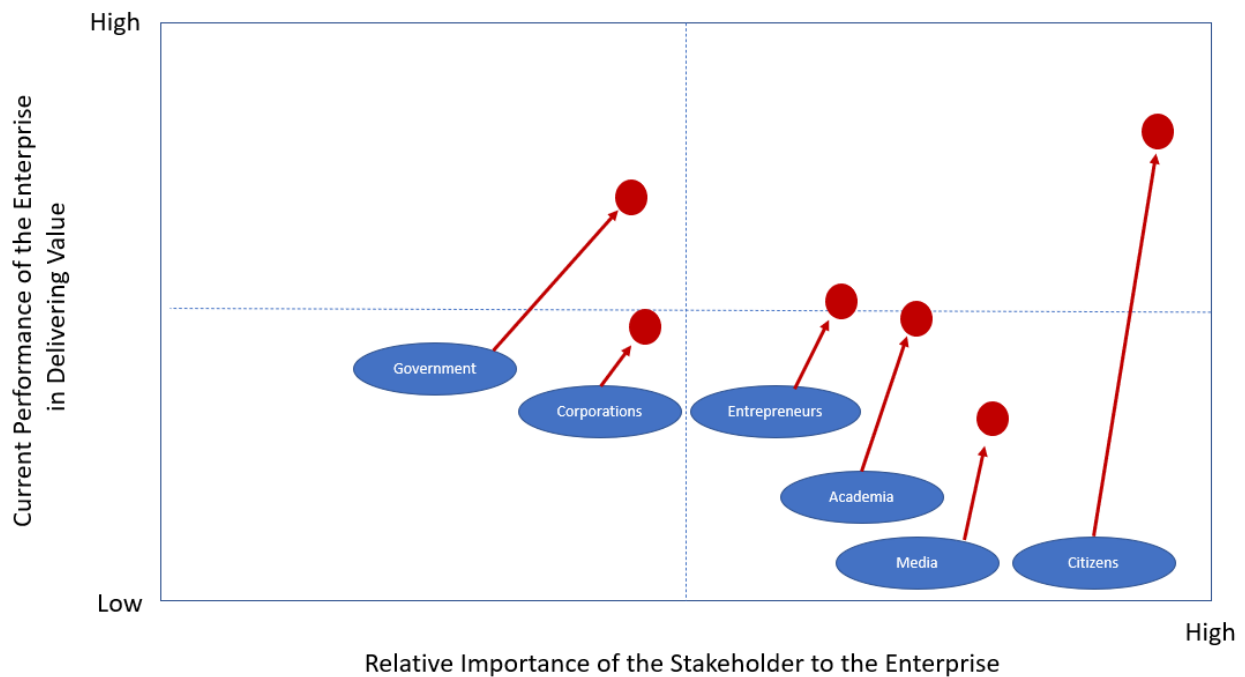 High
Current Performance of the Enterprise
in Delivering Value
Government
Corporations
Entrepreneurs
Academia
Media
Citizens
Low
High
Relative Importance of the Stakeholder to the Enterprise